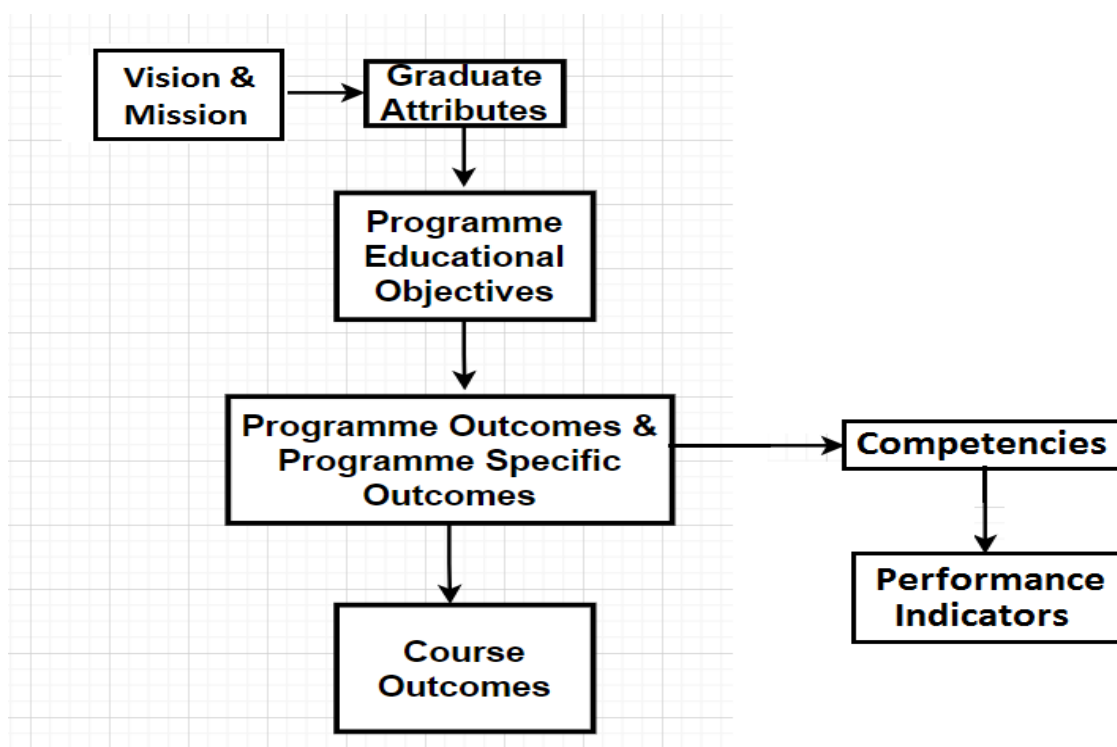 Vision &
Mission
Graduate
Attributes
Programme
Educational
Objectives
Programme Outcomes &
Programme Specific
Outcomes
Competencies
Performance
Indicators
Course
Outcomes